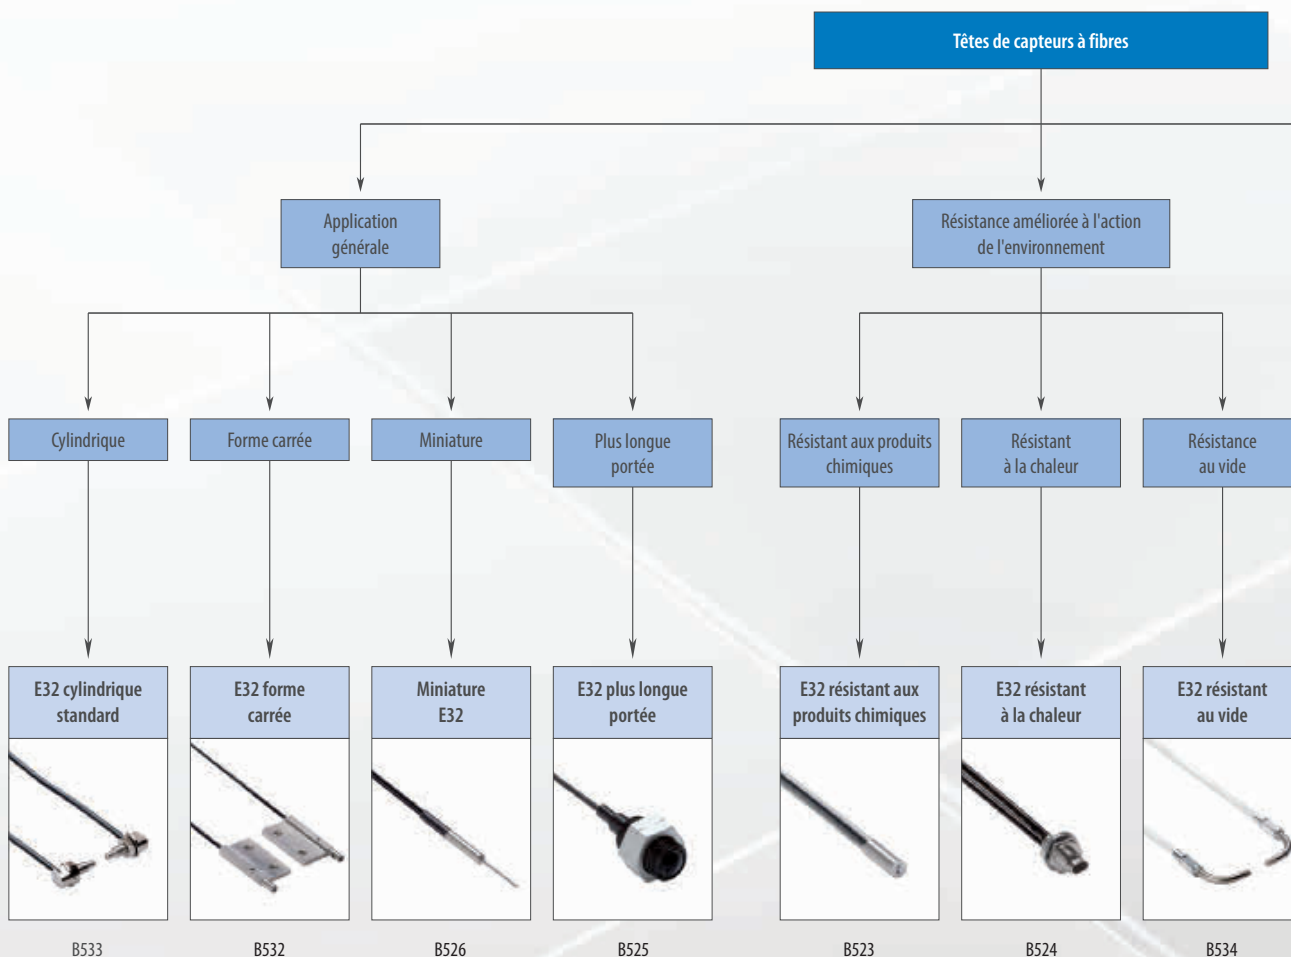 Têtes de capteurs à fibres
Application
générale
Résistance améliorée à l'action
de l'environnement
Cylindrique
Forme carrée
Miniature
Plus longue
portée
Résistant aux produits
chimiques
Résistant
à la chaleur
Résistance
au vide
E32 cylindrique
standard
E32 forme
carrée
Miniature
E32
E32 plus longue
portée
E32 résistant aux
produits chimiques
E32 résistant
à la chaleur
E32 résistant
au vide
B533
B532
B526
B525
B523
B524
B534